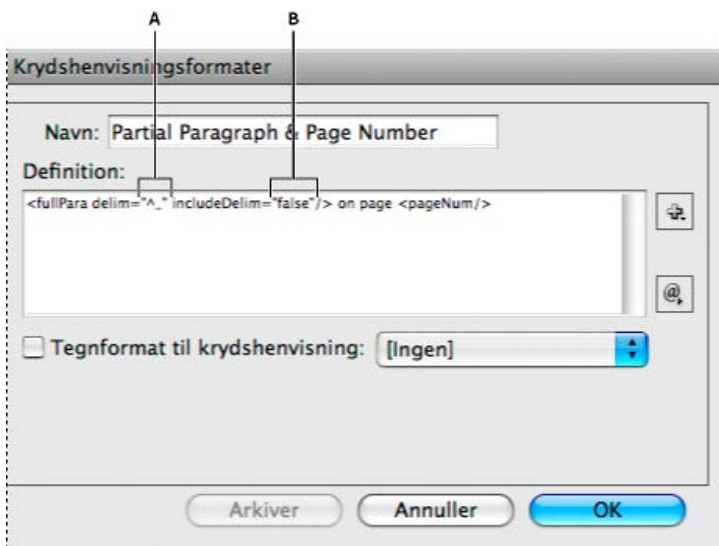 A B
Krydshenvisningsformater
Navn: Partial Paragraph & Page Number
Definition:
<fullPara delim="^_" includeDelim="false"/> on page <pageNum/>
Tegnformat til krydshenvisning: [Ingen]
Arkiver Annuller OK